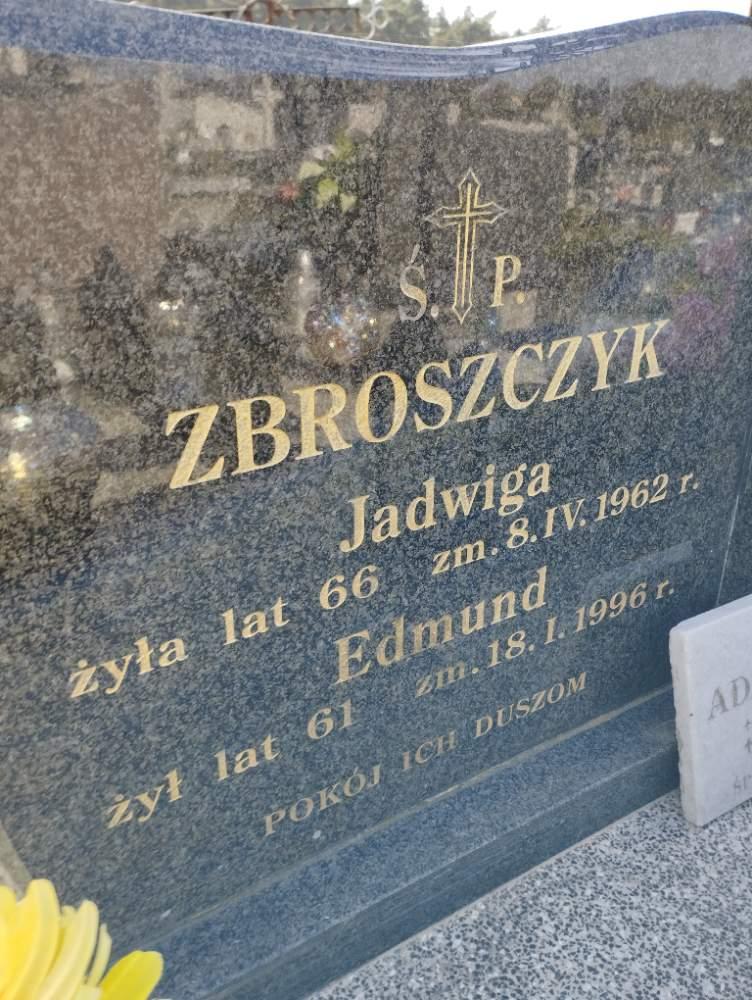 Ś. P.
ZBROSZCZYK
Jadwiga
żyła lat 66 zm. 8. IV. 1962 r.
Edmund
żył lat 61 zm. 18. I. 1996 r.
POKÓJ ICH DUSZOM
AD